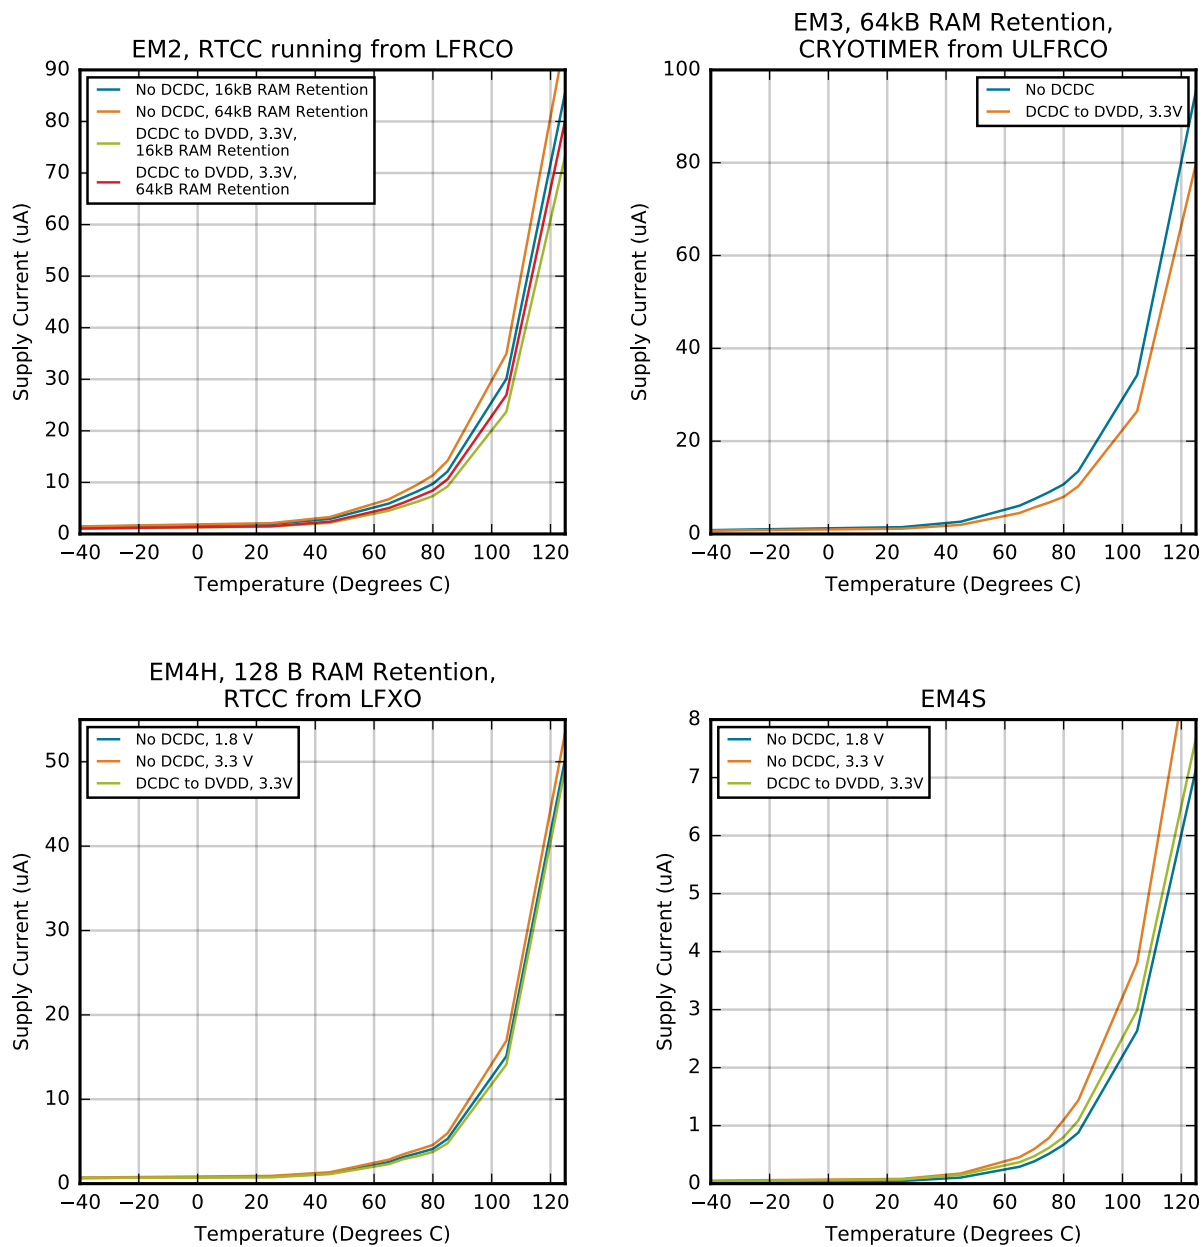 EM2, RTCC running from LFRCO
90
80
70
60
50
40
30
20
10
0
Supply Current (uA)
No DCDC, 16kB RAM Retention
No DCDC, 64kB RAM Retention
DCDC to DVDD, 3.3V,
16kB RAM Retention
DCDC to DVDD, 3.3V,
64kB RAM Retention
−40 −20 0 20 40 60 80 100 120
Temperature (Degrees C)
EM3, 64kB RAM Retention,
CRYOTIMER from ULFRCO
100
80
60
40
20
0
Supply Current (uA)
No DCDC
DCDC to DVDD, 3.3V
−40 −20 0 20 40 60 80 100 120
Temperature (Degrees C)
EM4H, 128 B RAM Retention,
RTCC from LFXO
50
40
30
20
10
0
Supply Current (uA)
No DCDC, 1.8 V
No DCDC, 3.3 V
DCDC to DVDD, 3.3V
−40 −20 0 20 40 60 80 100 120
Temperature (Degrees C)
EM4S
8
7
6
5
4
3
2
1
0
Supply Current (uA)
No DCDC, 1.8 V
No DCDC, 3.3 V
DCDC to DVDD, 3.3V
−40 −20 0 20 40 60 80 100 120
Temperature (Degrees C)